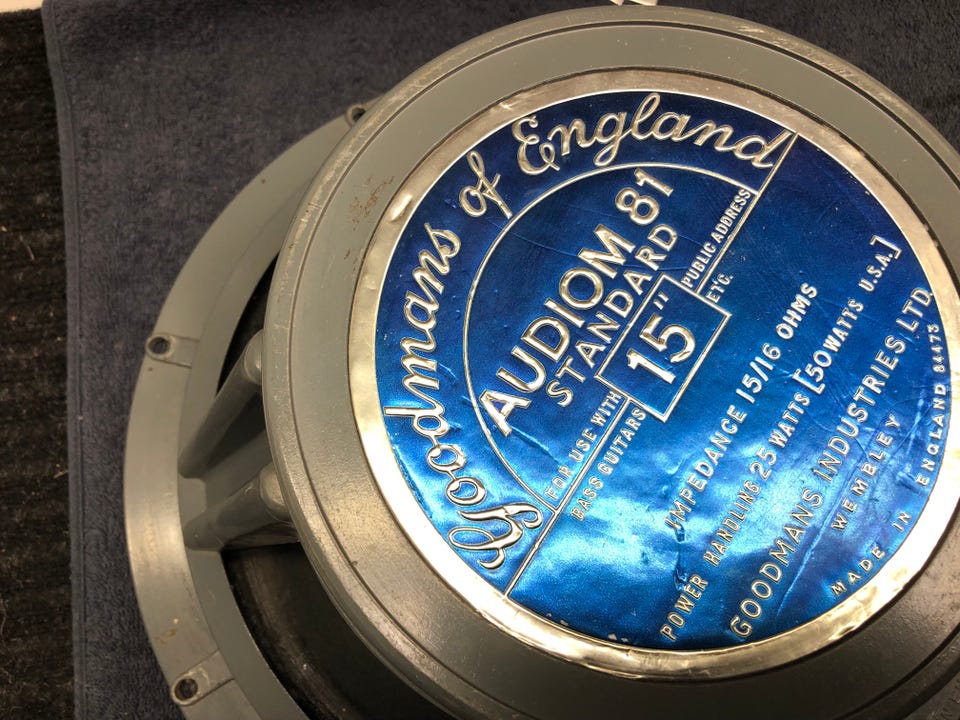 Goodmans of England
AUDIOM 81
STANDARD
15"
FOR USE WITH PUBLIC ADDRESS
BASS GUITARS ETC.
IMPEDANCE 15/16 OHMS
POWER HANDLING 25 WATTS [50 WATTS U.S.A.]
GOODMANS INDUSTRIES LTD
WEMBLEY
MADE IN ENGLAND 84473